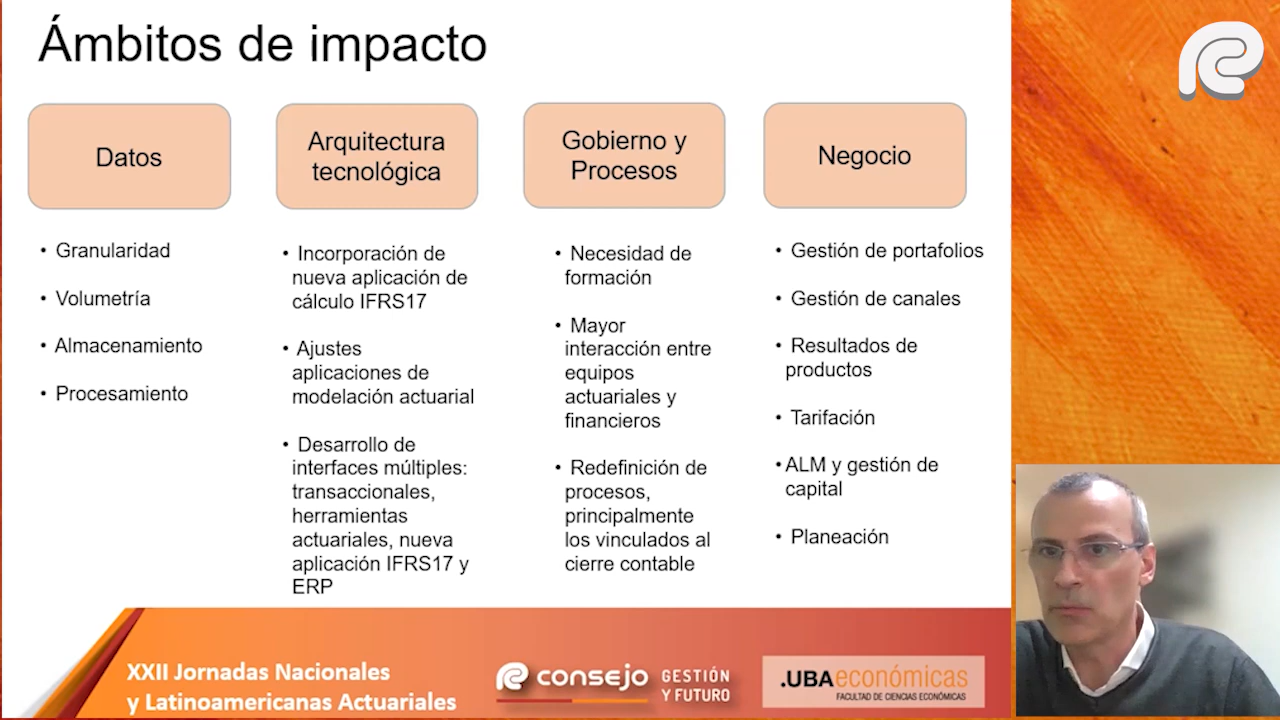 Ámbitos de impacto
Datos
• Granularidad
• Volumetría
• Almacenamiento
• Procesamiento
Arquitectura
tecnológica
• Incorporación de
nueva aplicación de
cálculo IFRS17
• Ajustes
aplicaciones de
modelación actuarial
• Desarrollo de
interfaces múltiples:
transaccionales,
herramientas
actuariales, nueva
aplicación IFRS17 y
ERP
Gobierno y
Procesos
• Necesidad de
formación
• Mayor
interacción entre
equipos
actuariales y
financieros
• Redefinición de
procesos,
principalmente
los vinculados al
cierre contable
Negocio
• Gestión de portafolios
• Gestión de canales
• Resultados de
productos
• Tarifación
• ALM y gestión de
capital
• Planeación
XXII Jornadas Nacionales
y Latinoamericanas Actuariales
consejo
GESTIÓN
Y FUTURO
.UBAeconómicas
FACULTAD DE CIENCIAS ECONÓMICAS